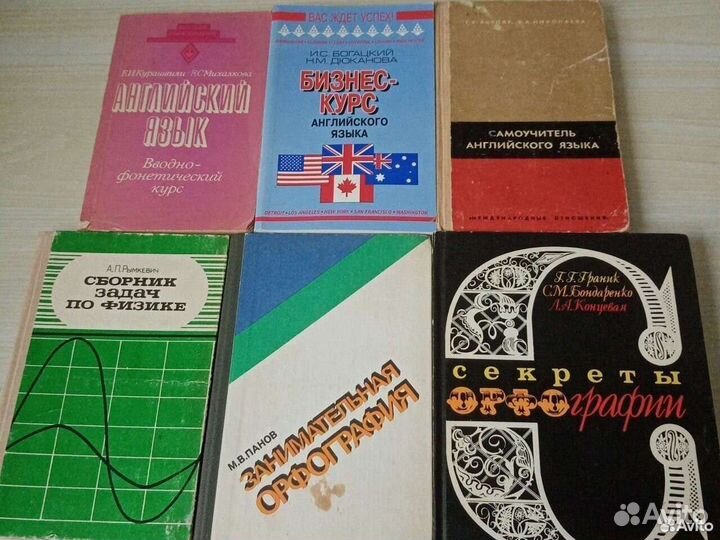 Е.И.Курашвили Е.С.Михалкова
АНГЛИЙСКИЙ
ЯЗЫК
Вводно-
фонетический
курс
ВАС ЖДЕТ УСПЕХ!
И.С. БОГАЦКИЙ
Н.М. ДЮКАНОВА
БИЗНЕС-
КУРС
АНГЛИЙСКОГО
ЯЗЫКА
DETROIT•LOS ANGELES•NEW YORK•SAN FRANCISCO•WASHINGTON
САМОУЧИТЕЛЬ
АНГЛИЙСКОГО ЯЗЫКА
«МЕЖДУНАРОДНЫЕ ОТНОШЕНИЯ»
А.П.Рымкевич
СБОРНИК
ЗАДАЧ
ПО ФИЗИКЕ
М.В.ПАНОВ
ЗАНИМАТЕЛЬНАЯ
ОРФОГРАФИЯ
Г.Г.Граник
С.М.Бондаренко
Л.А.Концевая
секреты
ОРФОграфии
Avito
Avito